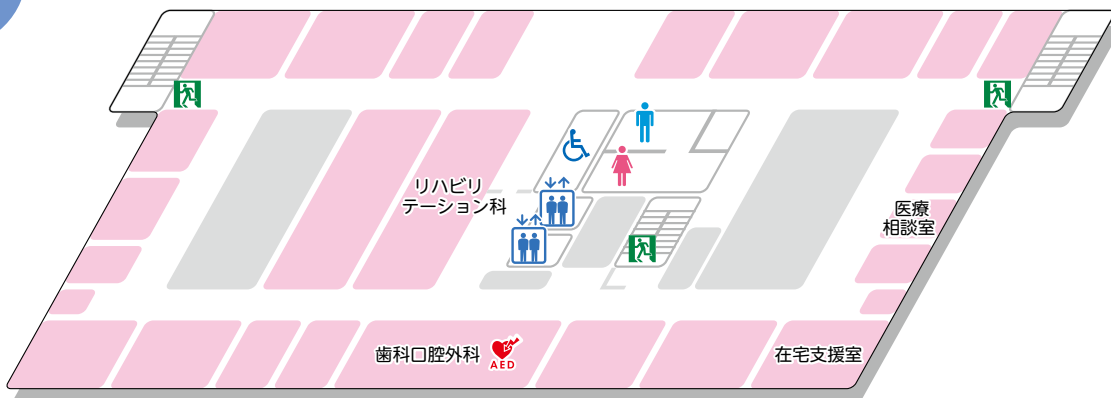 リハビリ
テーション科
医療
相談室
歯科口腔外科
AED
在宅支援室